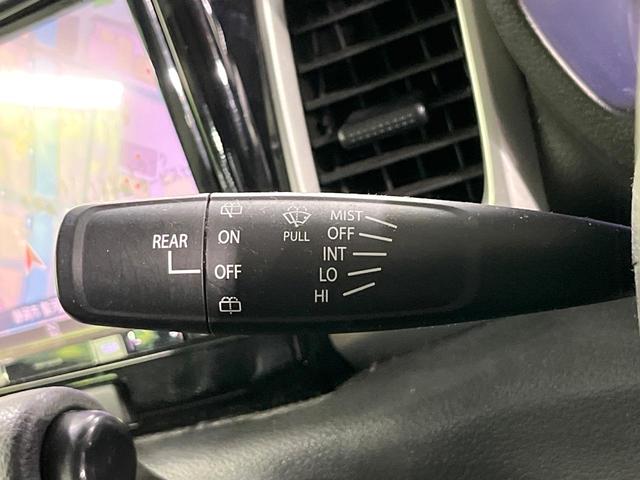 REAR
ON
OFF
PULL
MIST
OFF
INT
LO
HI